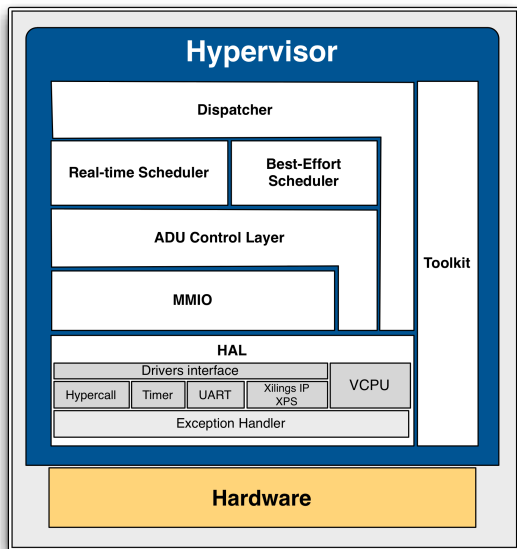 Hypervisor
Dispatcher
Real-time Scheduler
Best-Effort
Scheduler
ADU Control Layer
Toolkit
MMIO
HAL
Drivers interface
VCPU
Hypercall
Timer
UART
Xilings IP
XPS
Exception Handler
Hardware